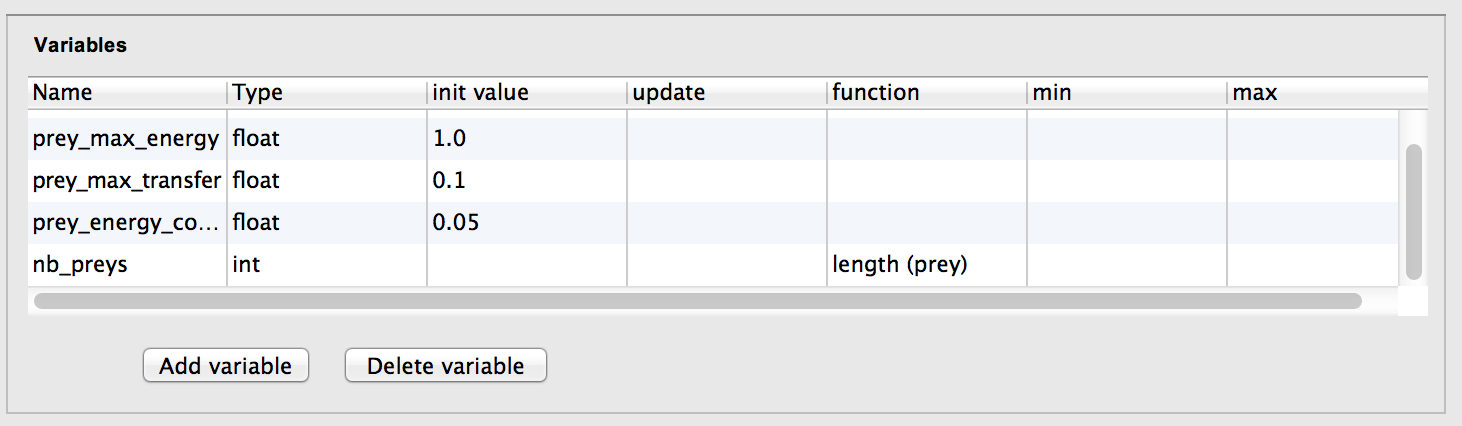 Variables
Name Type init value update function min max
prey_max_energy float 1.0
prey_max_transfer float 0.1
prey_energy_co... float 0.05
nb_preys int length (prey)
Add variable Delete variable